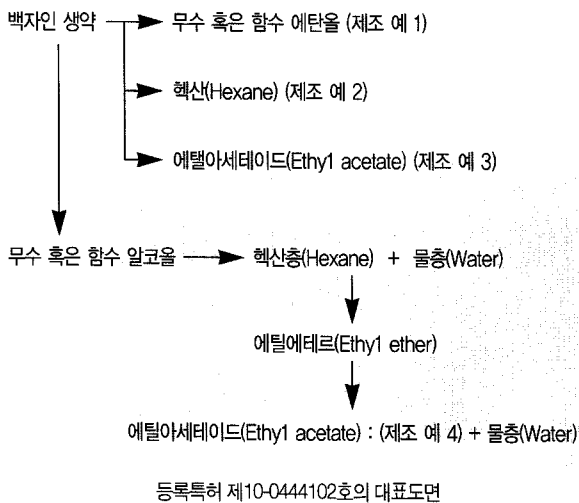 백자인 생약
무수 혹은 함수 에탄올 (제조 예 1)
헥산(Hexane) (제조 예 2)
에탤아세테이드(Ethy1 acetate) (제조 예 3)
무수 혹은 함수 알코올
헥산층(Hexane) + 물층(Water)
에틸에테르(Ethy1 ether)
에틸아세테이드(Ethy1 acetate) : (제조 예 4) + 물층(Water)
등록특허 제10-0444102호의 대표도면